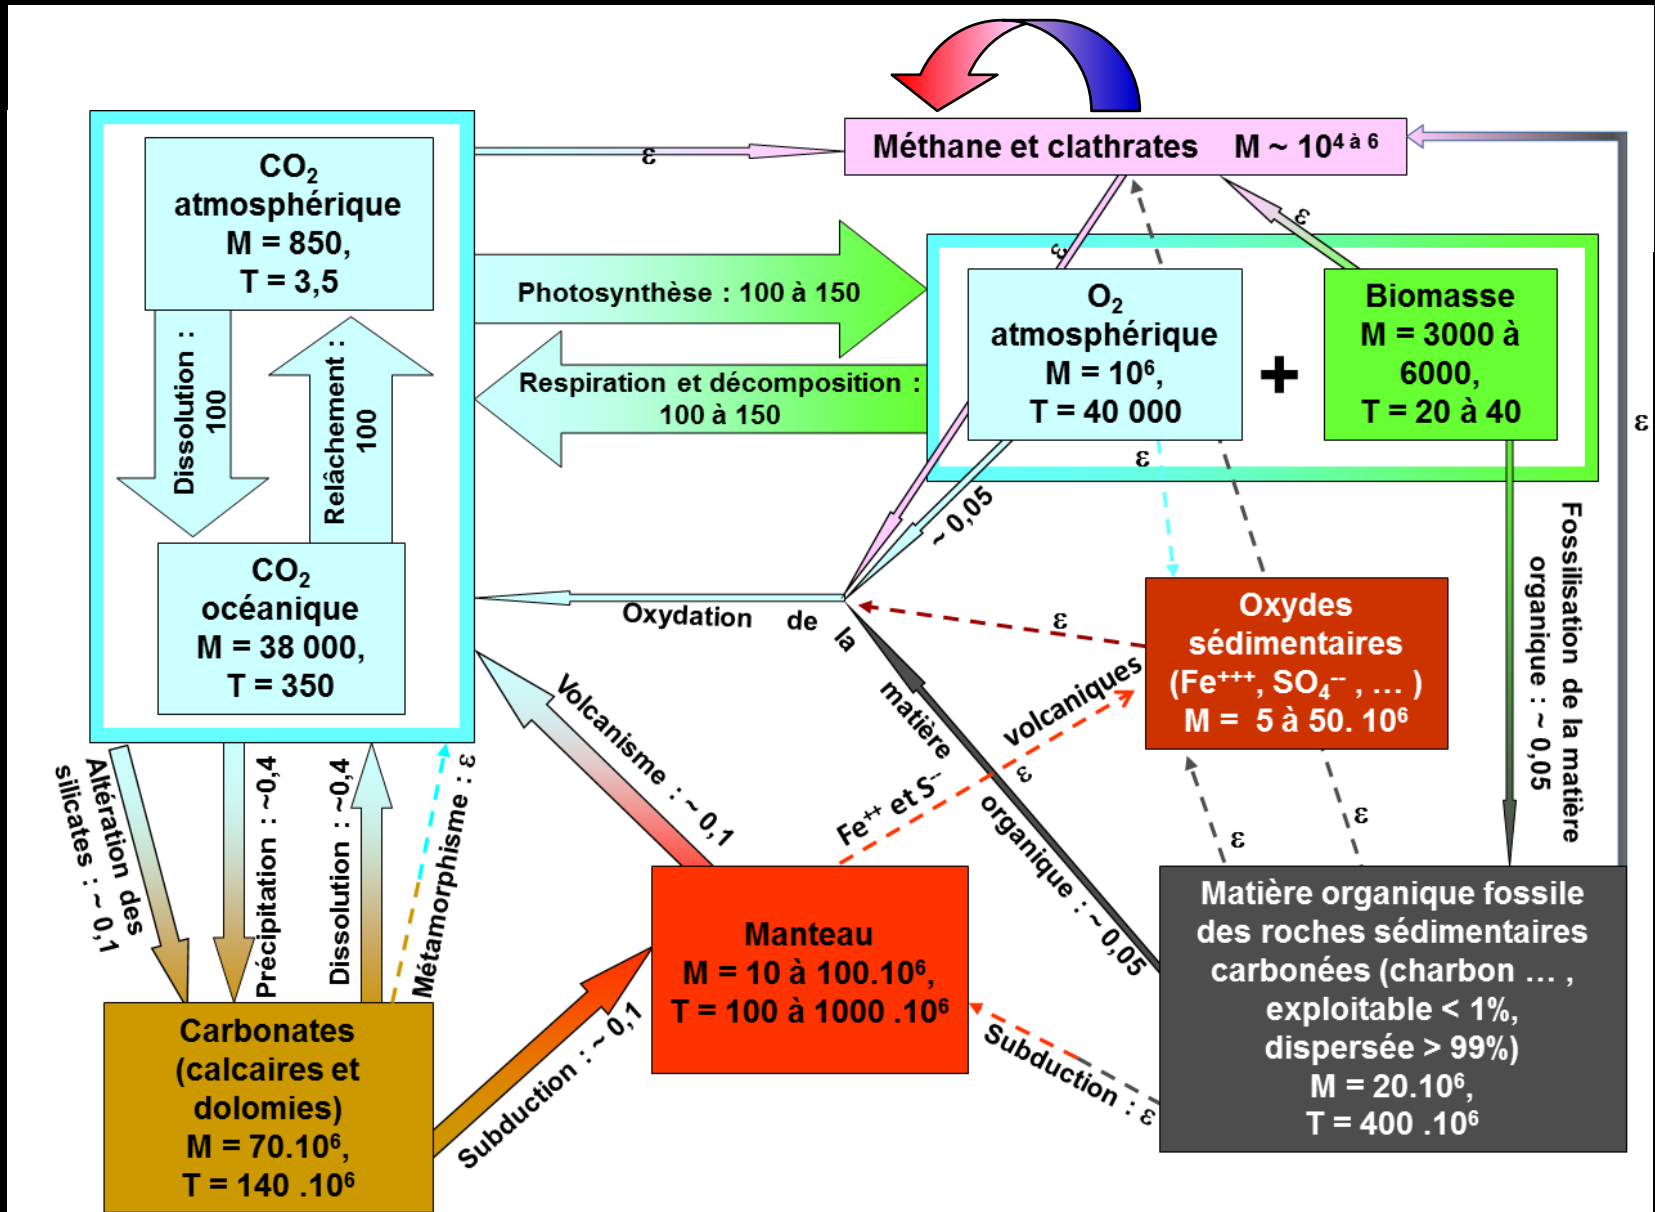 Méthane et clathrates M ~ 10⁴ ᵃ̀ ⁶
ε
CO₂
atmosphérique
M = 850,
T = 3,5
Dissolution :
100
Relâchement :
100
CO₂
océanique
M = 38 000,
T = 350
Photosynthèse : 100 à 150
Respiration et décomposition :
100 à 150
ε
ε
O₂
atmosphérique
M = 10⁶,
T = 40 000
+
Biomasse
M = 3000 à
6000,
T = 20 à 40
ε
ε
~ 0,05
Fossilisation de la matière
organique : ~ 0,05
Oxydation de la matière organique : ~ 0,05
ε
Oxydes
sédimentaires
(Fe⁺⁺⁺, SO₄⁻⁻ , … )
M = 5 à 50. 10⁶
Fe⁺⁺ et S⁻ volcaniques
ε
ε
ε
Volcanisme : ~ 0,1
Altération des
silicates : ~ 0,1
Précipitation : ~0,4
Dissolution : ~0,4
Métamorphisme : ε
Manteau
M = 10 à 100.10⁶,
T = 100 à 1000 .10⁶
Matière organique fossile
des roches sédimentaires
carbonées (charbon … ,
exploitable < 1%,
dispersée > 99%)
M = 20.10⁶,
T = 400 .10⁶
Subduction : ~ 0,1
Subduction : ε
Carbonates
(calcaires et
dolomies)
M = 70.10⁶,
T = 140 .10⁶